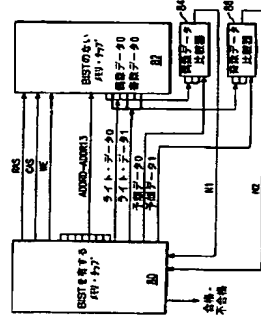 RAS
CAS
WE
ADDR0-ADDR13
ライト・データ0
ライト・データ1
予想データ0
予想データ1
BISTを有する
メモリ・チップ
80
BISTのない
メモリ・チップ
82
偶数データ0
奇数データ0
偶数データ
比較器
84
奇数データ
比較器
86
N1
N2
合格・
不合格